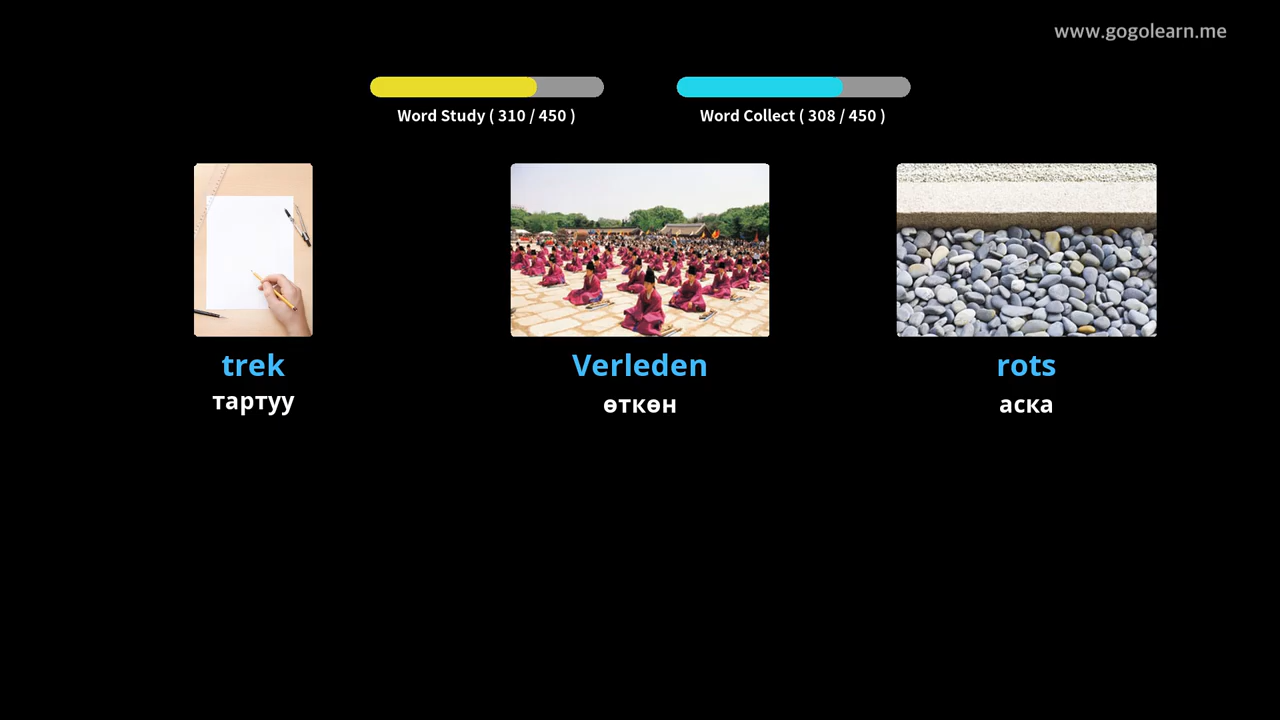 www.gogolearn.me
Word Study ( 310 / 450 )
Word Collect ( 308 / 450 )
trek
тартуу
Verleden
өткөн
rots
аска